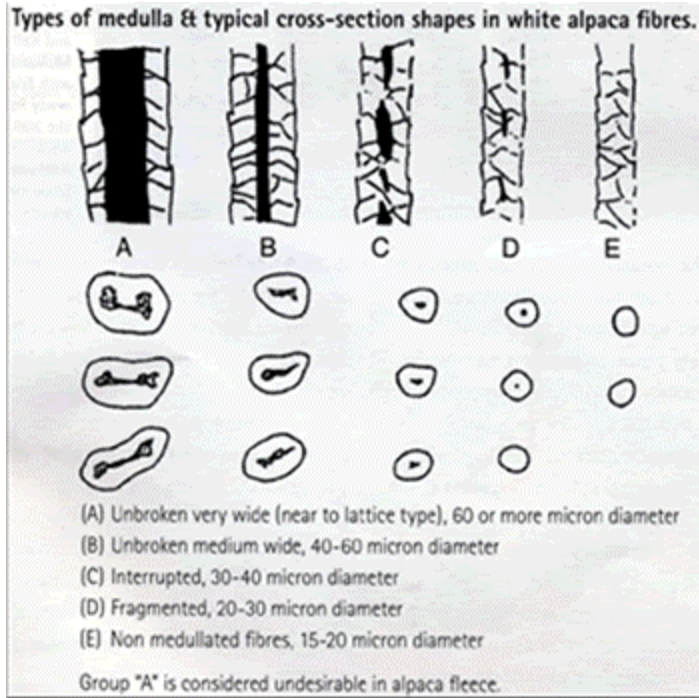 Types of medulla & typical cross-section shapes in white alpaca fibres.
A B C D E
(A) Unbroken very wide (near to lattice type), 60 or more micron diameter
(B) Unbroken medium wide, 40-60 micron diameter
(C) Interrupted, 30-40 micron diameter
(D) Fragmented, 20-30 micron diameter
(E) Non medullated fibres, 15-20 micron diameter
Group "A" is considered undesirable in alpaca fleece.